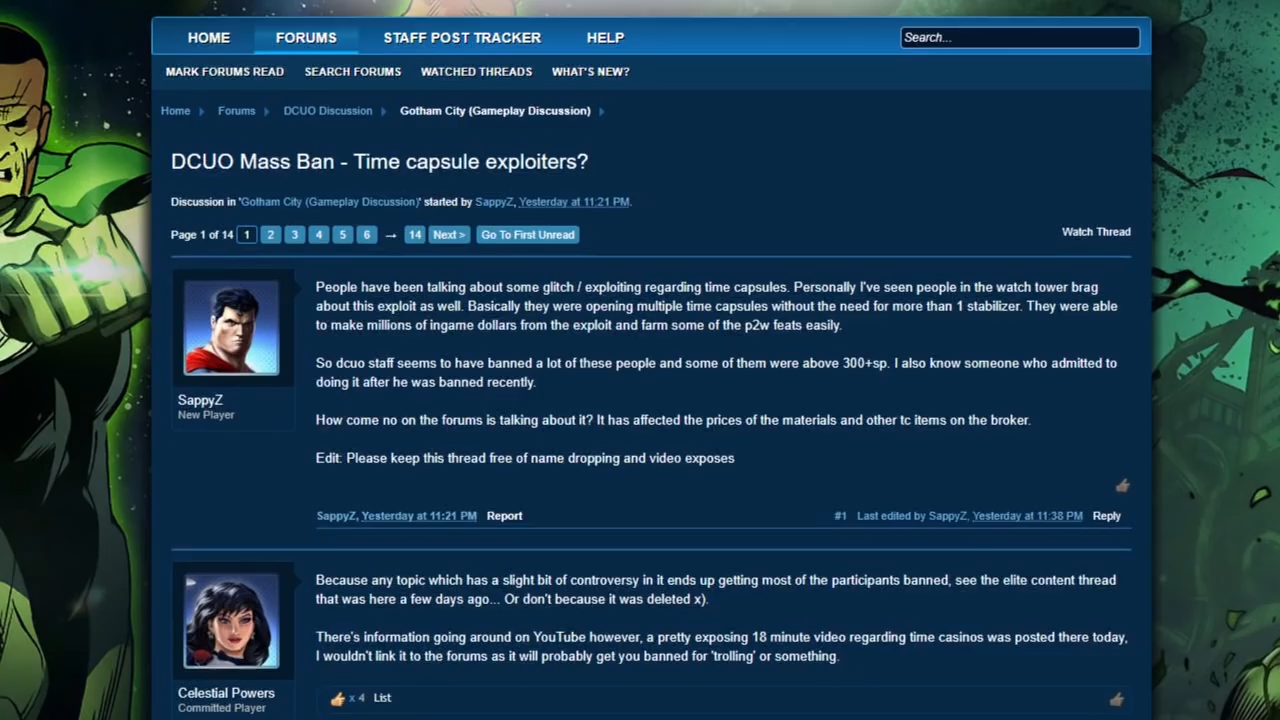 HOME FORUMS STAFF POST TRACKER HELP Search...
MARK FORUMS READ SEARCH FORUMS WATCHED THREADS WHAT'S NEW?
Home Forums DCUO Discussion Gotham City (Gameplay Discussion)
DCUO Mass Ban - Time capsule exploiters?
Discussion in 'Gotham City (Gameplay Discussion)' started by SappyZ, Yesterday at 11:21 PM.
Page 1 of 14 1 2 3 4 5 6 → 14 Next > Go To First Unread
Watch Thread
People have been talking about some glitch / exploiting regarding time capsules. Personally I've seen people in the watch tower brag
about this exploit as well. Basically they were opening multiple time capsules without the need for more than 1 stabilizer. They were able
to make millions of ingame dollars from the exploit and farm some of the p2w feats easily.
So dcuo staff seems to have banned a lot of these people and some of them were above 300+sp. I also know someone who admitted to
doing it after he was banned recently.
SappyZ
New Player
How come no on the forums is talking about it? It has affected the prices of the materials and other tc items on the broker.
Edit: Please keep this thread free of name dropping and video exposes
SappyZ, Yesterday at 11:21 PM Report #1 Last edited by SappyZ, Yesterday at 11:38 PM Reply
Because any topic which has a slight bit of controversy in it ends up getting most of the participants banned, see the elite content thread
that was here a few days ago... Or don't because it was deleted x).
There's information going around on YouTube however, a pretty exposing 18 minute video regarding time casinos was posted there today,
I wouldn't link it to the forums as it will probably get you banned for 'trolling' or something.
Celestial Powers
Committed Player
x 4 List